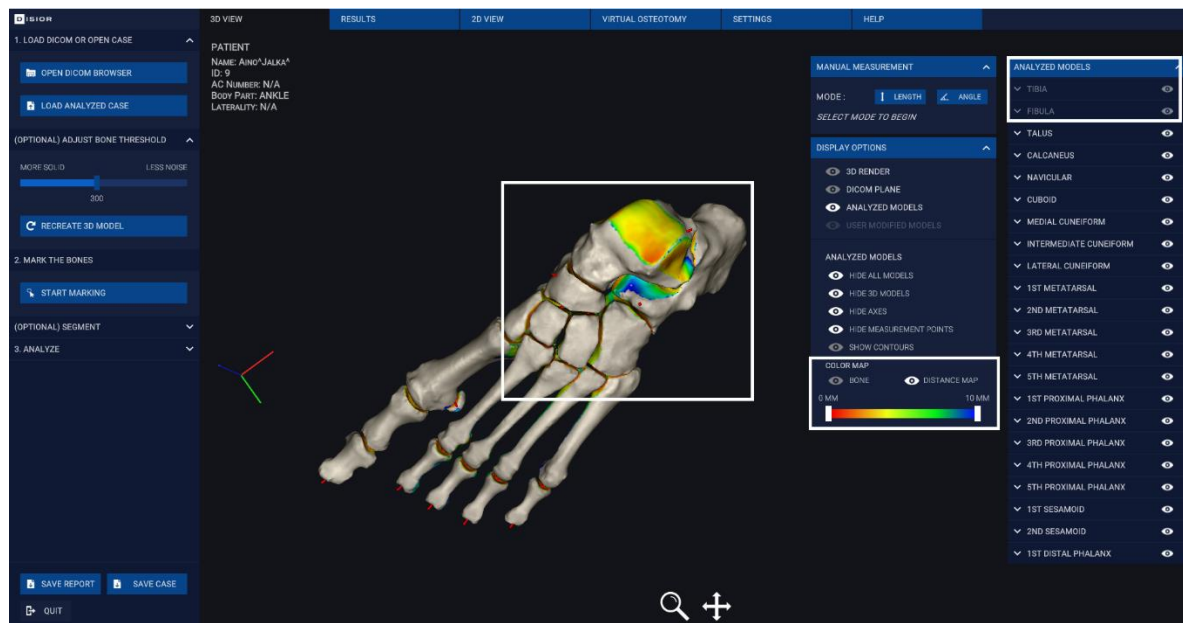 DISIOR
3D VIEW
RESULTS
2D VIEW
VIRTUAL OSTEOTOMY
SETTINGS
HELP
1. LOAD DICOM OR OPEN CASE
OPEN DICOM BROWSER
LOAD ANALYZED CASE
(OPTIONAL) ADJUST BONE THRESHOLD
MORE SOLID
LESS NOISE
300
RECREATE 3D MODEL
2. MARK THE BONES
START MARKING
(OPTIONAL) SEGMENT
3. ANALYZE
SAVE REPORT
SAVE CASE
QUIT
PATIENT
NAME: AINO^JALKA^
ID: 9
AC NUMBER: N/A
BODY PART: ANKLE
LATERALITY: N/A
MANUAL MEASUREMENT
MODE:
LENGTH
ANGLE
SELECT MODE TO BEGIN
DISPLAY OPTIONS
3D RENDER
DICOM PLANE
ANALYZED MODELS
USER MODIFIED MODELS
ANALYZED MODELS
HIDE ALL MODELS
HIDE 3D MODELS
HIDE AXES
HIDE MEASUREMENT POINTS
SHOW CONTOURS
COLOR MAP
BONE
DISTANCE MAP
0 MM
10 MM
ANALYZED MODELS
TIBIA
FIBULA
TALUS
CALCANEUS
NAVICULAR
CUBOID
MEDIAL CUNEIFORM
INTERMEDIATE CUNEIFORM
LATERAL CUNEIFORM
1ST METATARSAL
2ND METATARSAL
3RD METATARSAL
4TH METATARSAL
5TH METATARSAL
1ST PROXIMAL PHALANX
2ND PROXIMAL PHALANX
3RD PROXIMAL PHALANX
4TH PROXIMAL PHALANX
5TH PROXIMAL PHALANX
1ST SESAMOID
2ND SESAMOID
1ST DISTAL PHALANX